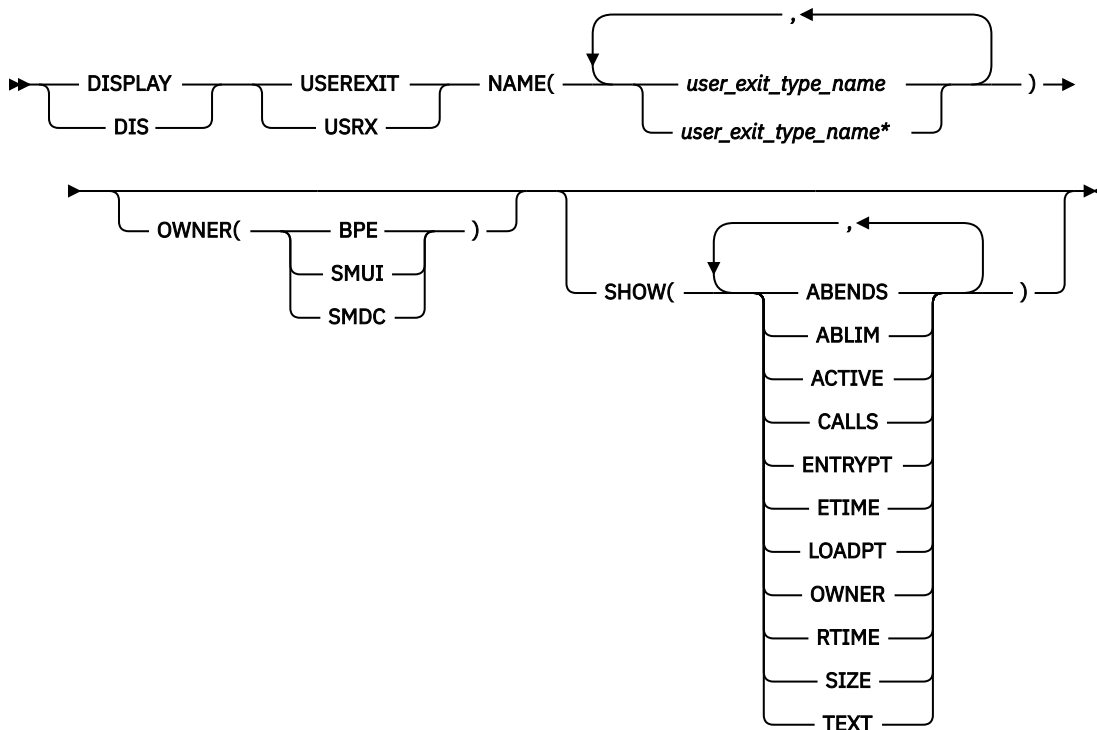 ,
DISPLAY USEREXIT NAME( user_exit_type_name )
DIS USRX user_exit_type_name*
OWNER( BPE )
SMUI
SMDC
,
SHOW( ABENDS )
ABLIM
ACTIVE
CALLS
ENTRYPT
ETIME
LOADPT
OWNER
RTIME
SIZE
TEXT